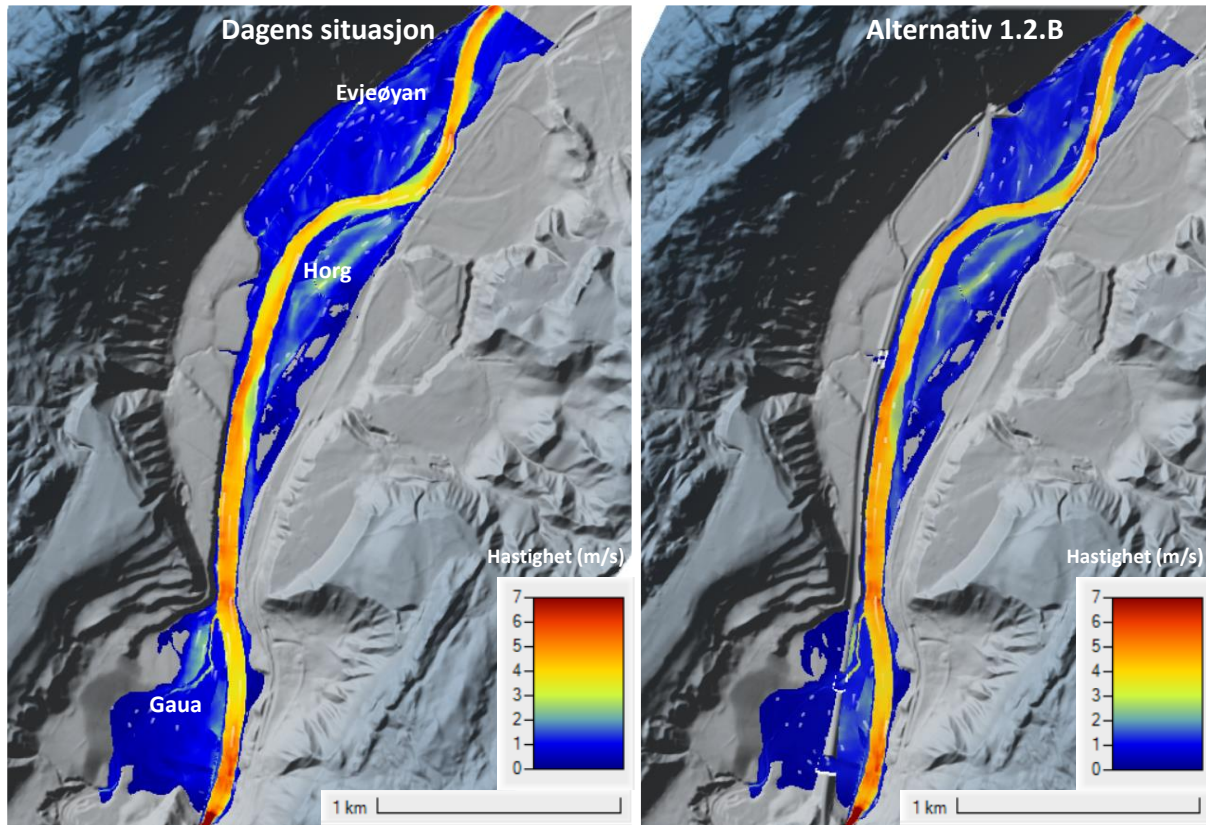 Dagens situasjon
Evjeøyan
Horg
Gaua
Hastighet (m/s)
7
6
5
4
3
2
1
0
1 km
Alternativ 1.2.B
Hastighet (m/s)
7
6
5
4
3
2
1
0
1 km